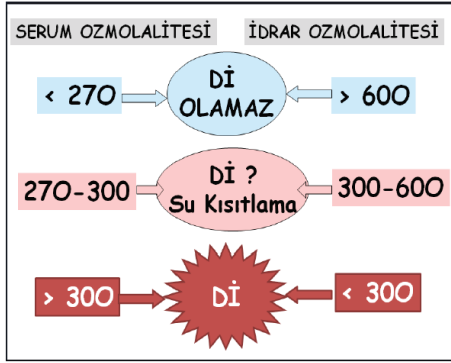 SERUM OZMOLALİTESİ İDRAR OZMOLALİTESİ
< 270 Dİ OLAMAZ > 600
270-300 Dİ ? Su Kısıtlama 300-600
> 300 Dİ < 300